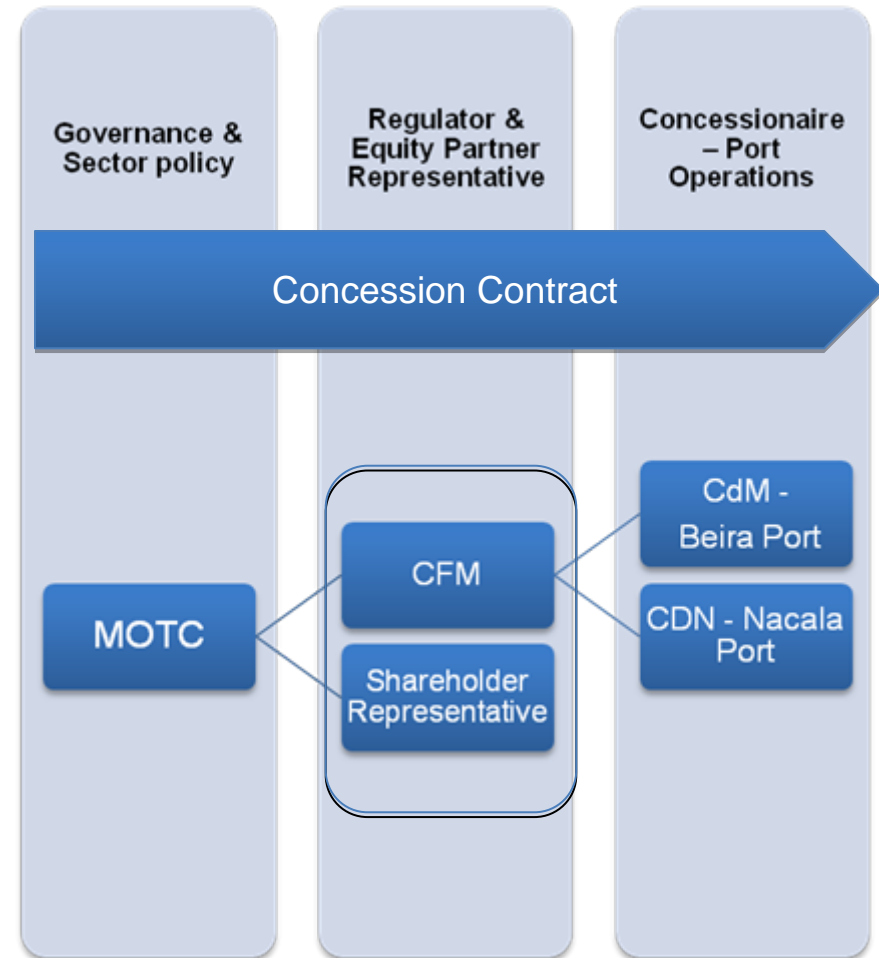 Governance &
Sector policy
Regulator &
Equity Partner
Representative
Concessionaire
– Port
Operations
Concession Contract
MOTC
CFM
Shareholder
Representative
CdM -
Beira Port
CDN - Nacala
Port